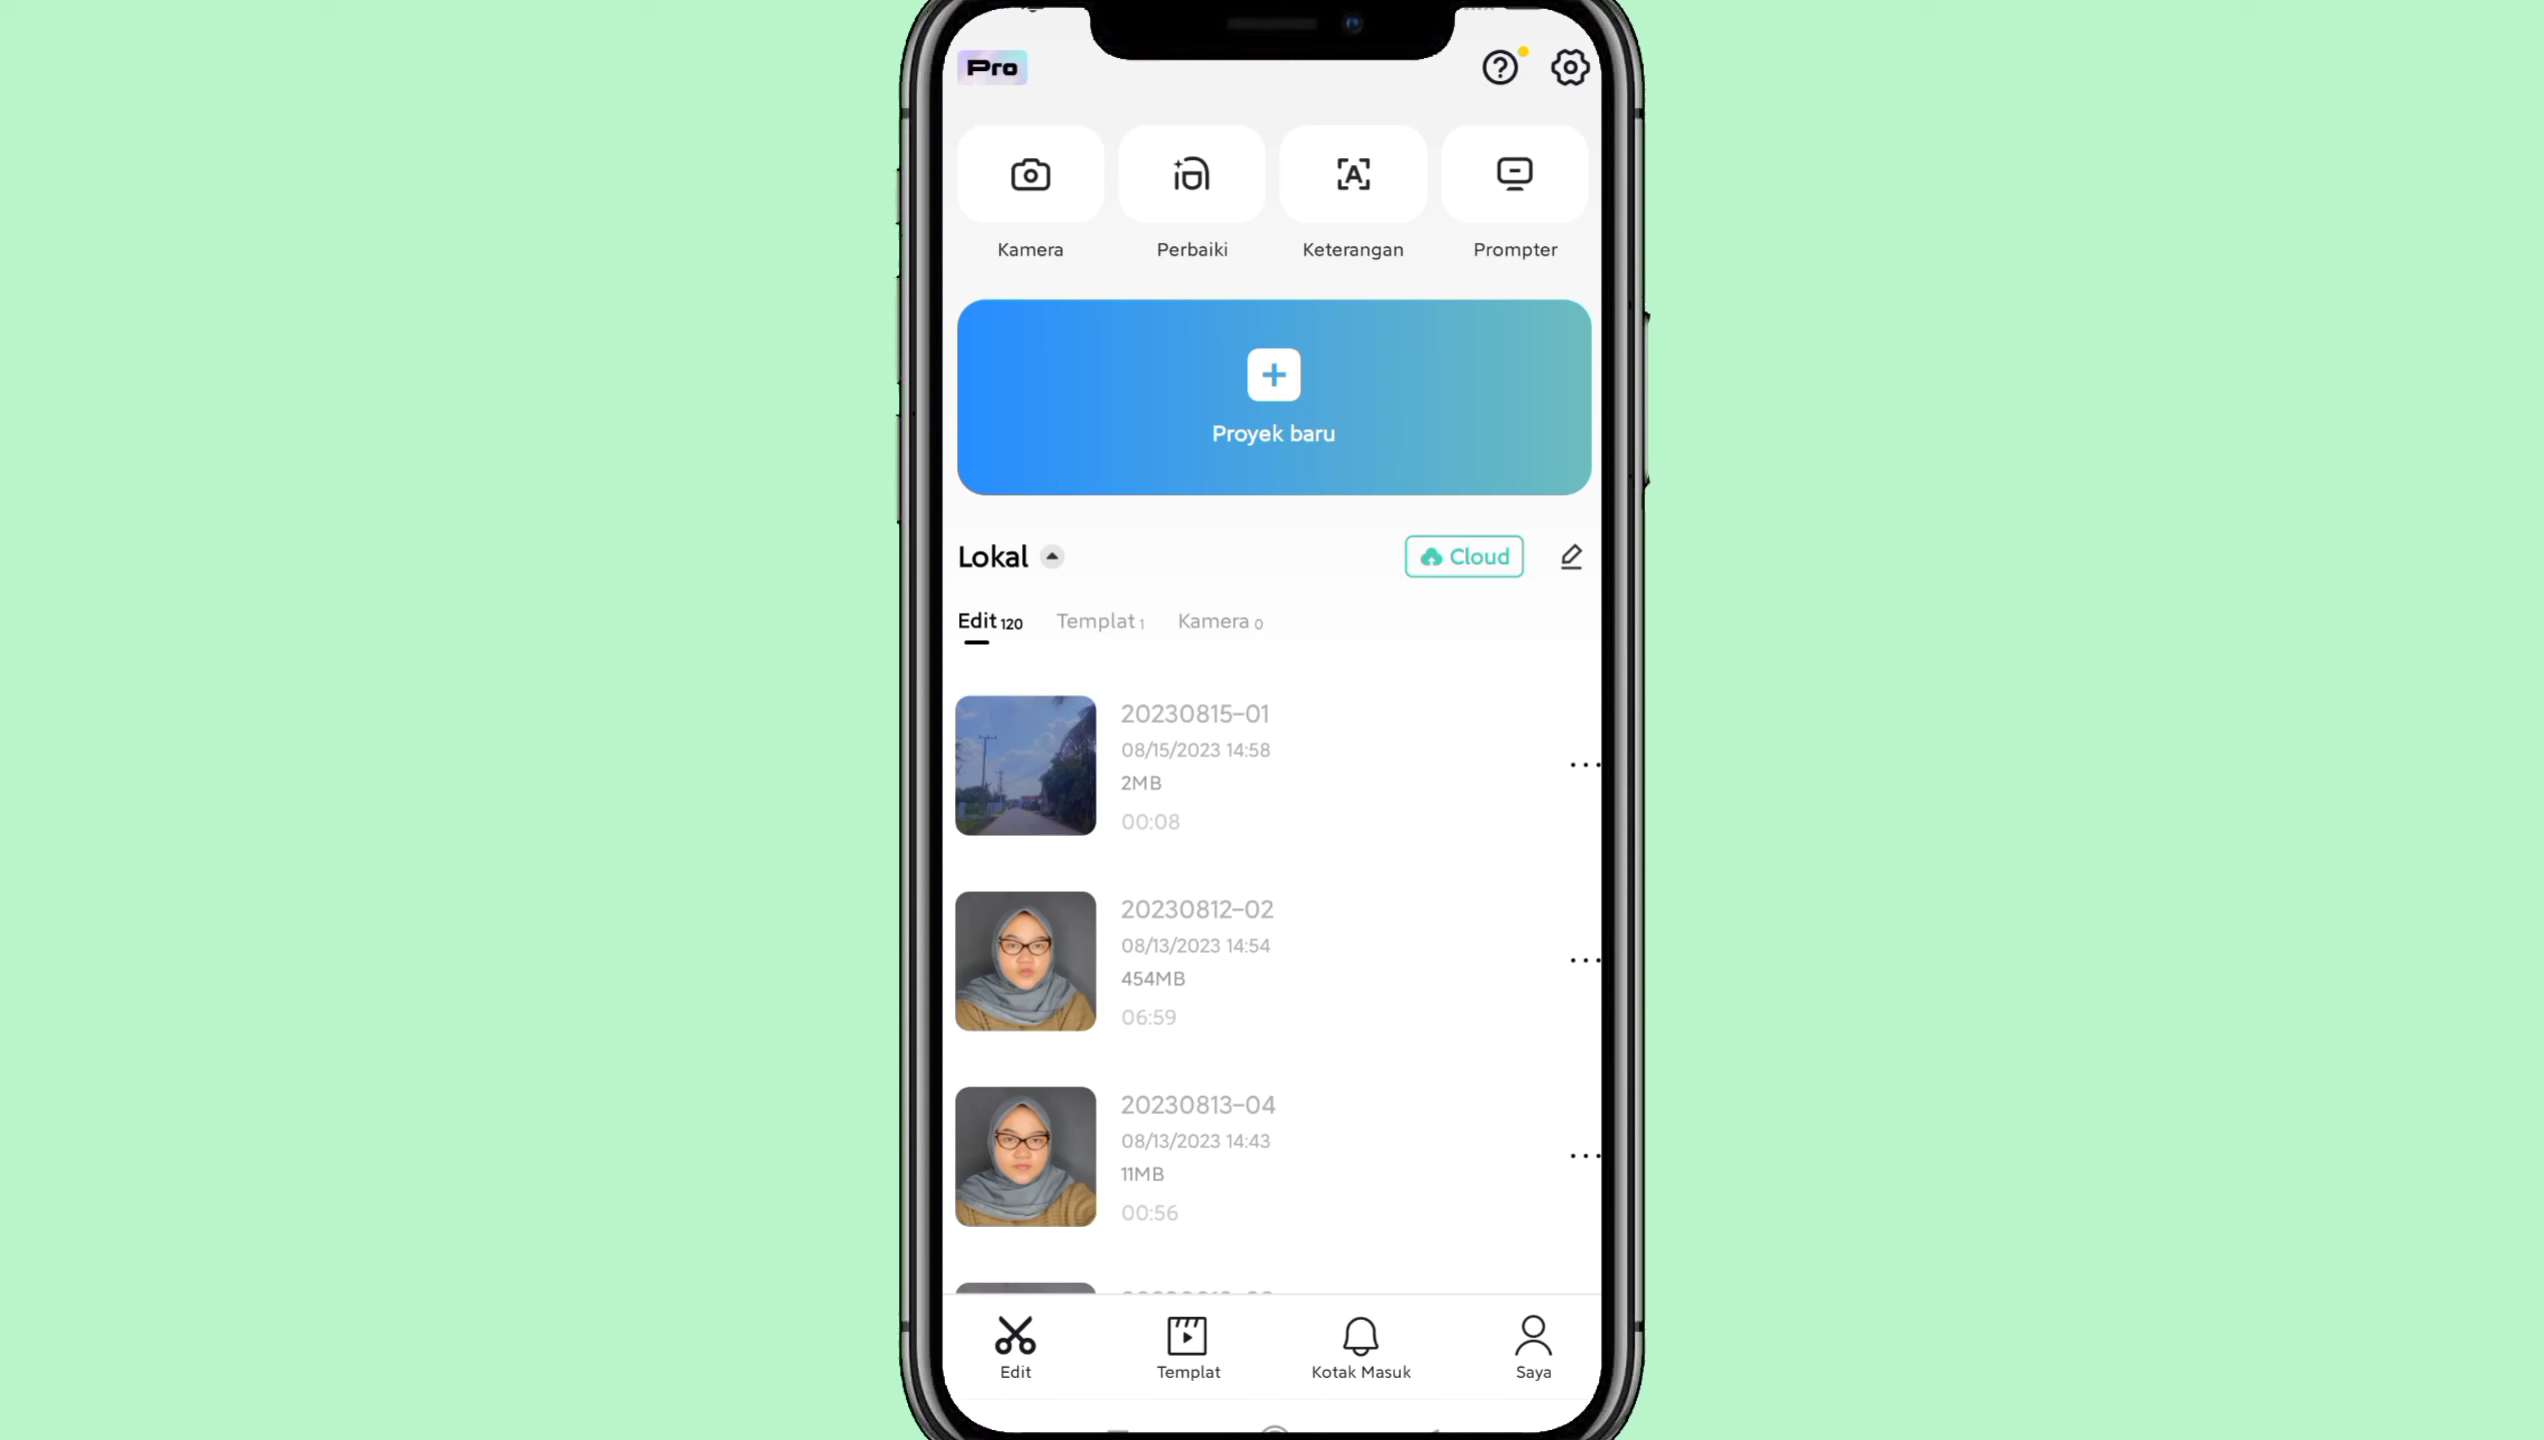 Pro
Kamera
Perbaiki
Keterangan
Prompter
Proyek baru
Lokal
Cloud
Edit 120
Templat 1
Kamera 0
20230815-01
08/15/2023 14:58
2MB
00:08
20230812-02
08/13/2023 14:54
454MB
06:59
20230813-04
08/13/2023 14:43
11MB
00:56
Edit
Templat
Kotak Masuk
Saya